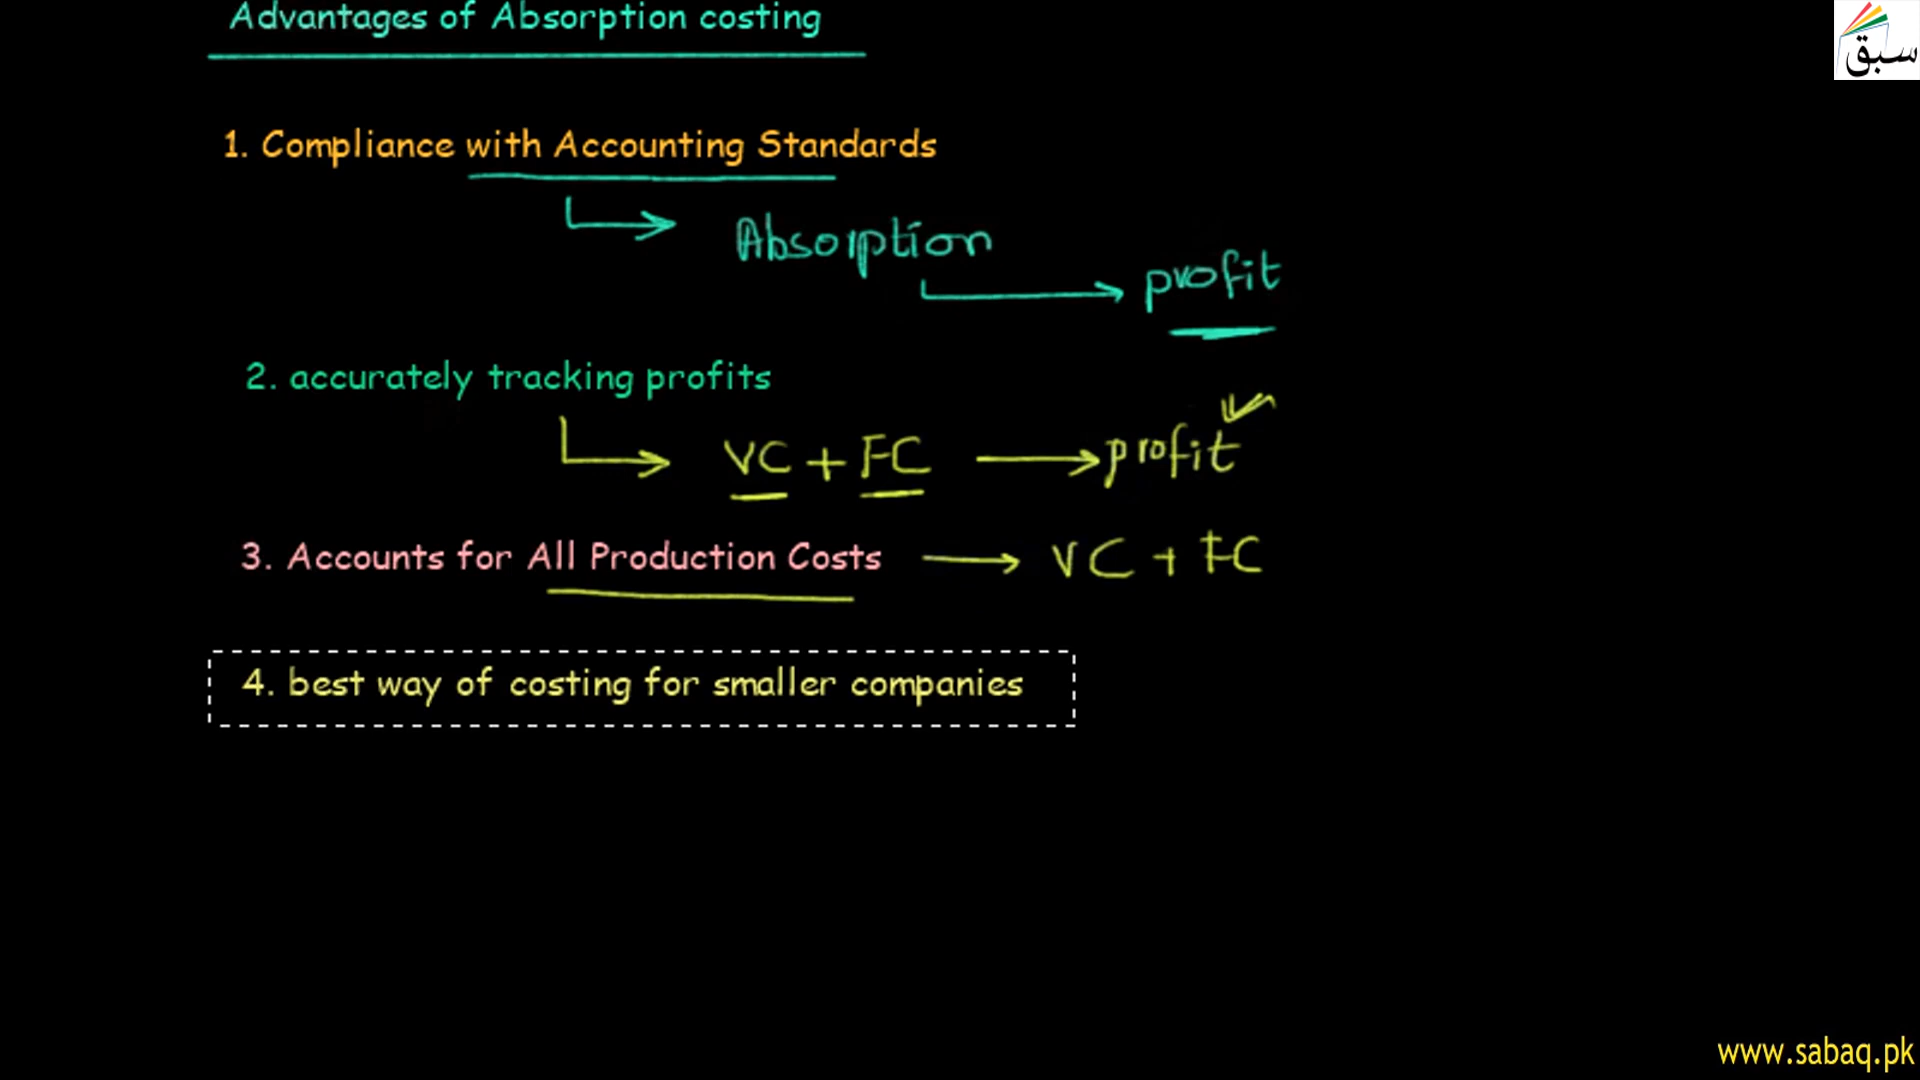 Advantages of Absorption costing
سبق
1. Compliance with Accounting Standards
Absorption
profit
2. accurately tracking profits
VC + FC → profit
3. Accounts for All Production Costs → VC + FC
4. best way of costing for smaller companies
www.sabaq.pk